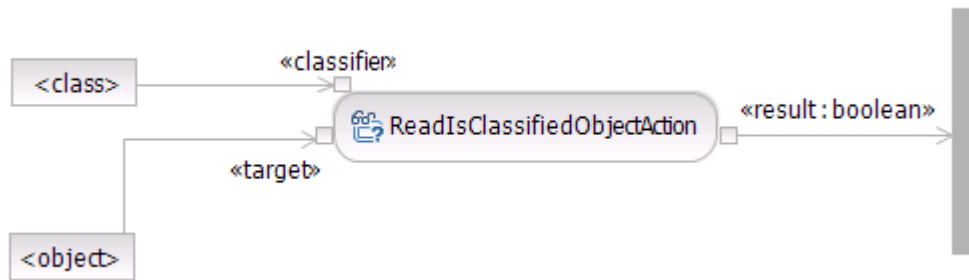 «classifier»
<class>
ReadIsClassifiedObjectAction
«result:boolean»
«target»
<object>